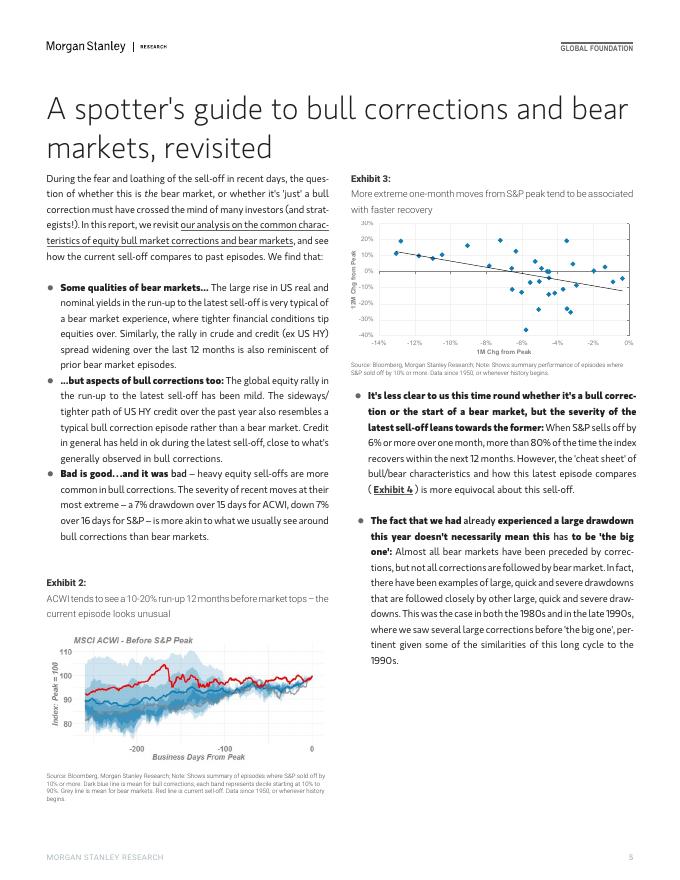 Morgan Stanley | RESEARCH
GLOBAL FOUNDATION
A spotter's guide to bull corrections and bear
markets, revisited
During the fear and loathing of the sell-off in recent days, the ques-
tion of whether this is the bear market, or whether it's 'just' a bull
correction must have crossed the mind of many investors (and strat-
egists!). In this report, we revisit our analysis on the common charac-
teristics of equity bull market corrections and bear markets, and see
how the current sell-off compares to past episodes. We find that:
● Some qualities of bear markets... The large rise in US real and
nominal yields in the run-up to the latest sell-off is very typical of
a bear market experience, where tighter financial conditions tip
equities over. Similarly, the rally in crude and credit (ex US HY)
spread widening over the last 12 months is also reminiscent of
prior bear market episodes.
● ...but aspects of bull corrections too: The global equity rally in
the run-up to the latest sell-off has been mild. The sideways/
tighter path of US HY credit over the past year also resembles a
typical bull correction episode rather than a bear market. Credit
in general has held in ok during the latest sell-off, close to what's
generally observed in bull corrections.
● Bad is good...and it was bad – heavy equity sell-offs are more
common in bull corrections. The severity of recent moves at their
most extreme – a 7% drawdown over 15 days for ACWI, down 7%
over 16 days for S&P – is more akin to what we usually see around
bull corrections than bear markets.
Exhibit 2:
ACWI tends to see a 10-20% run-up 12 months before market tops – the
current episode looks unusual
MSCI ACWI - Before S&P Peak
110
100
90
80
Index: Peak = 100
-200
-100
0
Business Days From Peak
Source: Bloomberg, Morgan Stanley Research; Note: Shows summary of episodes where S&P sold off by
10% or more. Dark blue line is mean for bull corrections; each band represents decile starting at 10% to
90%. Grey line is mean for bear markets. Red line is current sell-off. Data since 1950, or whenever history
begins.
Exhibit 3:
More extreme one-month moves from S&P peak tend to be associated
with faster recovery
30%
20%
10%
0%
-10%
-20%
-30%
-40%
12M Chg from Peak
-14%
-12%
-10%
-8%
-6%
-4%
-2%
0%
1M Chg from Peak
Source: Bloomberg, Morgan Stanley Research; Note: Shows summary performance of episodes where
S&P sold off by 10% or more. Data since 1950, or whenever history begins.
● It's less clear to us this time round whether it's a bull correc-
tion or the start of a bear market, but the severity of the
latest sell-off leans towards the former: When S&P sells off by
6% or more over one month, more than 80% of the time the index
recovers within the next 12 months. However, the 'cheat sheet' of
bull/bear characteristics and how this latest episode compares
( Exhibit 4 ) is more equivocal about this sell-off.
● The fact that we had already experienced a large drawdown
this year doesn't necessarily mean this has to be 'the big
one': Almost all bear markets have been preceded by correc-
tions, but not all corrections are followed by bear market. In fact,
there have been examples of large, quick and severe drawdowns
that are followed closely by other large, quick and severe draw-
downs. This was the case in both the 1980s and in the late 1990s,
where we saw several large corrections before 'the big one', per-
tinent given some of the similarities of this long cycle to the
1990s.
MORGAN STANLEY RESEARCH
5